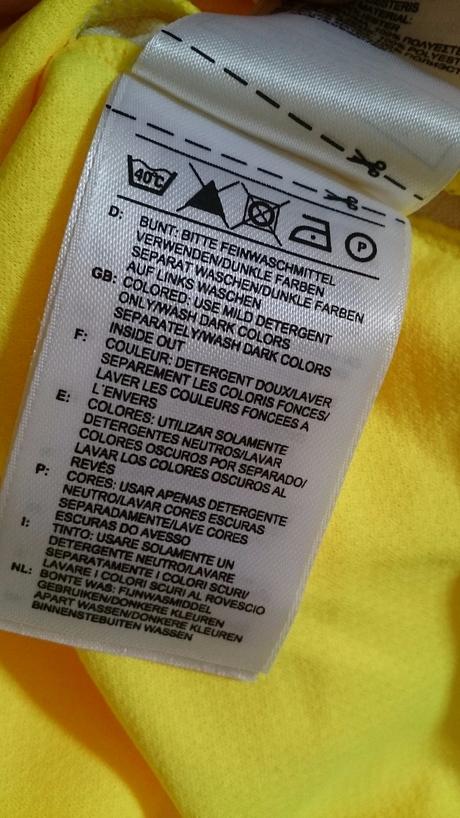 MATERIAL:
40°C
P
D: BUNT: BITTE FEINWASCHMITTEL
VERWENDEN/DUNKLE FARBEN
SEPARAT WASCHEN/DUNKLE FARBEN
AUF LINKS WASCHEN
GB: COLORED: USE MILD DETERGENT
ONLY/WASH DARK COLORS
SEPARATELY/WASH DARK COLORS
INSIDE OUT
F: COULEUR: DETERGENT DOUX/LAVER
SEPAREMENT LES COLORIS FONCES/
LAVER LES COULEURS FONCEES A
L'ENVERS
E: COLORES: UTILIZAR SOLAMENTE
DETERGENTES NEUTROS/LAVAR
COLORES OSCUROS POR SEPARADO/
LAVAR LOS COLORES OSCUROS AL
REVÉS
P: CORES: USAR APENAS DETERGENTE
NEUTRO/LAVAR CORES ESCURAS
SEPARADAMENTE/LAVE CORES
ESCURAS DO AVESSO
I: TINTO: USARE SOLAMENTE UN
DETERGENTE NEUTRO/LAVARE
SEPARATAMENTE I COLORI SCURI/
LAVARE I COLORI SCURI AL ROVESCIO
NL: BONTE WAS: FIJNWASMIDDEL
GEBRUIKEN/DONKERE KLEUREN
APART WASSEN/DONKERE KLEUREN
BINNENSTEBUITEN WASSEN